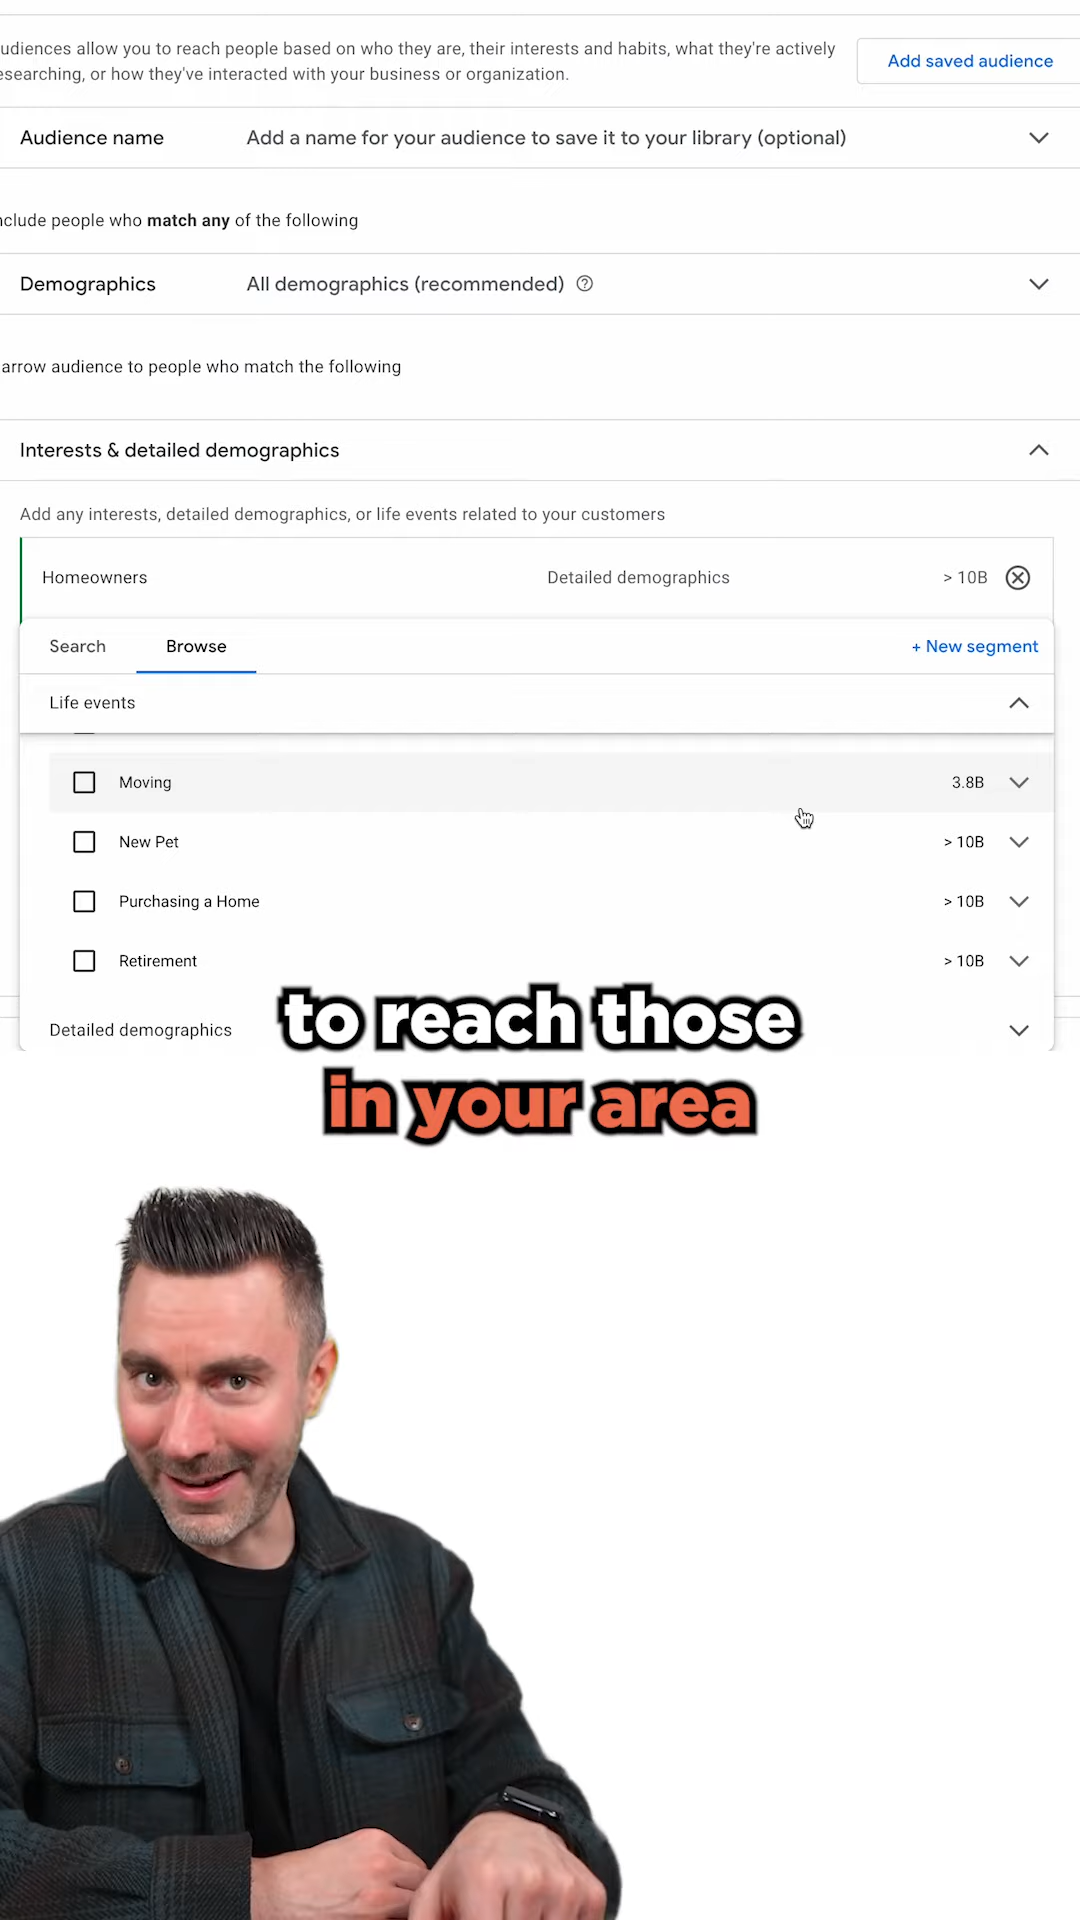 udiences allow you to reach people based on who they are, their interests and habits, what they're actively
esearching, or how they've interacted with your business or organization.
Add saved audience
Audience name Add a name for your audience to save it to your library (optional)
nclude people who match any of the following
Demographics All demographics (recommended)
arrow audience to people who match the following
Interests & detailed demographics
Add any interests, detailed demographics, or life events related to your customers
Homeowners Detailed demographics > 10B
Search Browse + New segment
Life events
Moving 3.8B
New Pet > 10B
Purchasing a Home > 10B
Retirement > 10B
Detailed demographics
to reach those
in your area